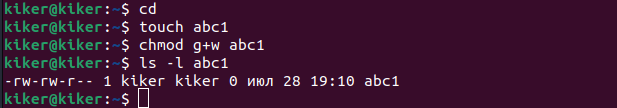 kiker@kiker:~$ cd
kiker@kiker:~$ touch abc1
kiker@kiker:~$ chmod g+w abc1
kiker@kiker:~$ ls -l abc1
-rw-rw-r-- 1 kiker kiker 0 июл 28 19:10 abc1
kiker@kiker:~$